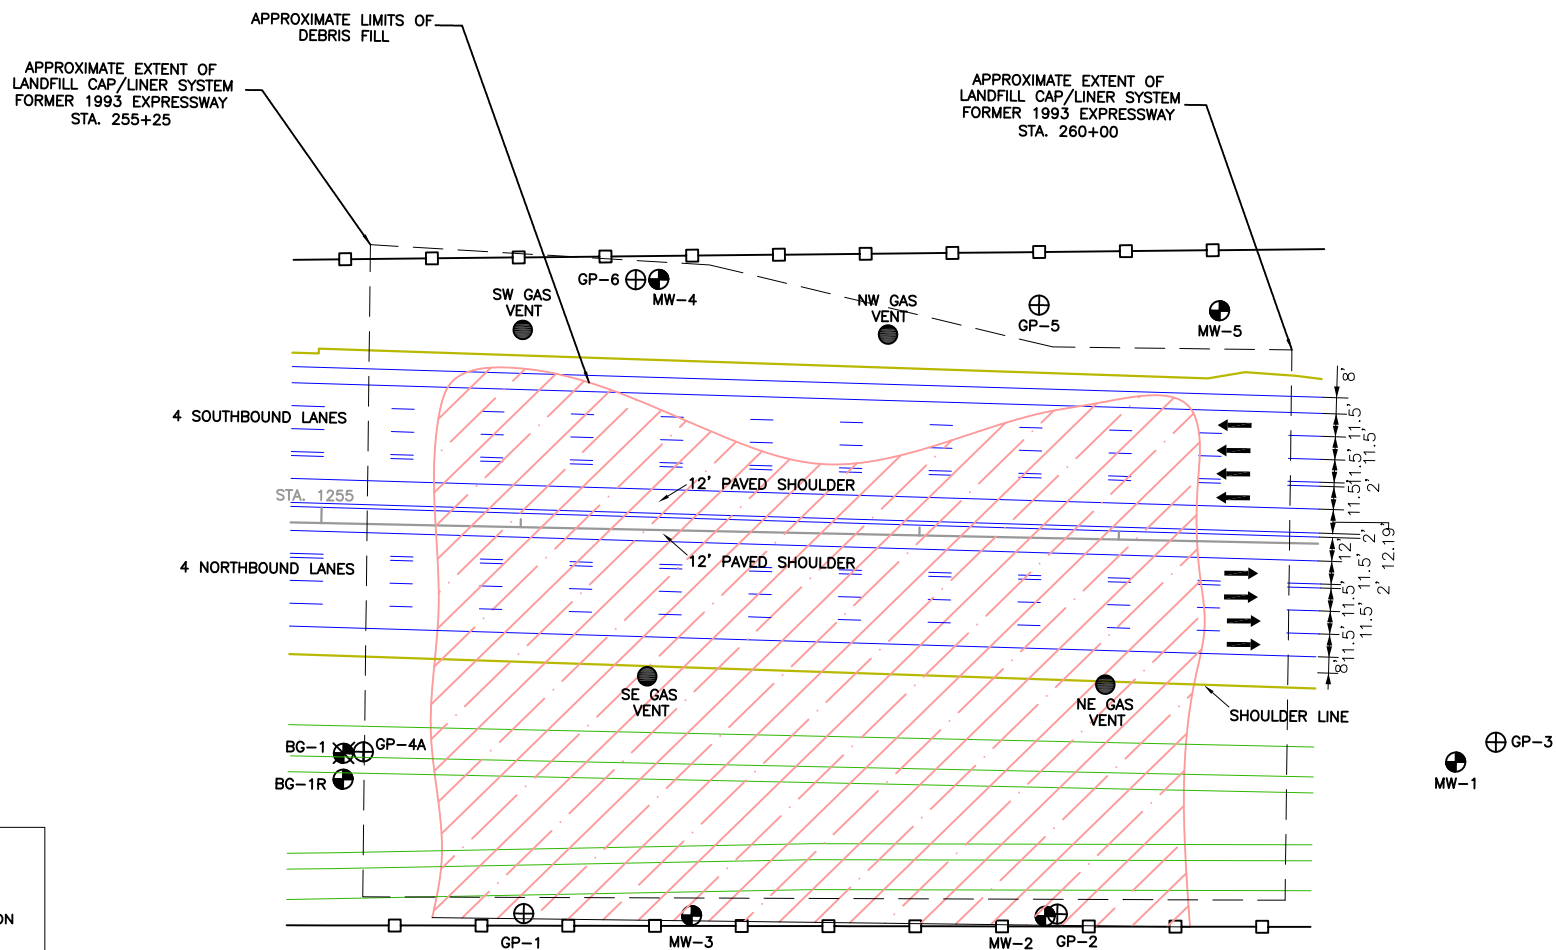 APPROXIMATE LIMITS OF
DEBRIS FILL
APPROXIMATE EXTENT OF
LANDFILL CAP/LINER SYSTEM
FORMER 1993 EXPRESSWAY
STA. 255+25
APPROXIMATE EXTENT OF
LANDFILL CAP/LINER SYSTEM
FORMER 1993 EXPRESSWAY
STA. 260+00
GP-6
MW-4
SW GAS
VENT
NW GAS
VENT
GP-5
MW-5
8'
11.5'
11.5'
11.5'
2'
11.5'
4 SOUTHBOUND LANES
12' PAVED SHOULDER
STA. 1255
12.19'
2'
12'
12' PAVED SHOULDER
4 NORTHBOUND LANES
11.5'
2'
11.5'
11.5'
11.5'
8'
SE GAS
VENT
NE GAS
VENT
SHOULDER LINE
BG-1
GP-4A
BG-1R
GP-3
MW-1
ON
GP-1
MW-3
MW-2
GP-2